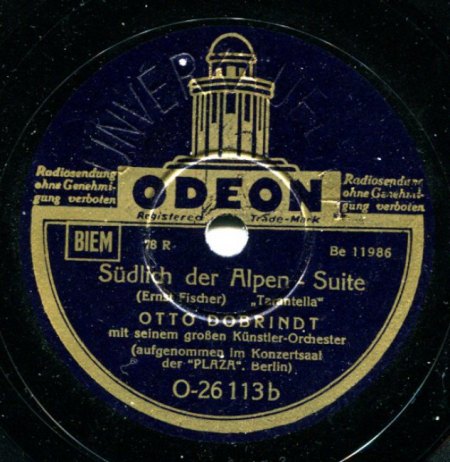 UNVERKÄUFL
Radiosendung
ohne Genehmi-
gung verboten
Radiosendung
ohne Genehmi-
gung verboten
ODEON
Registered Trade-Mark
BIEM
78 R
Be 11986
Südlich der Alpen - Suite
(Ernst Fischer) „Tarantella"
OTTO DOBRINDT
mit seinem großen Künstler-Orchester
(aufgenommen im Konzertsaal
der "PLAZA". Berlin)
O-26 113 b